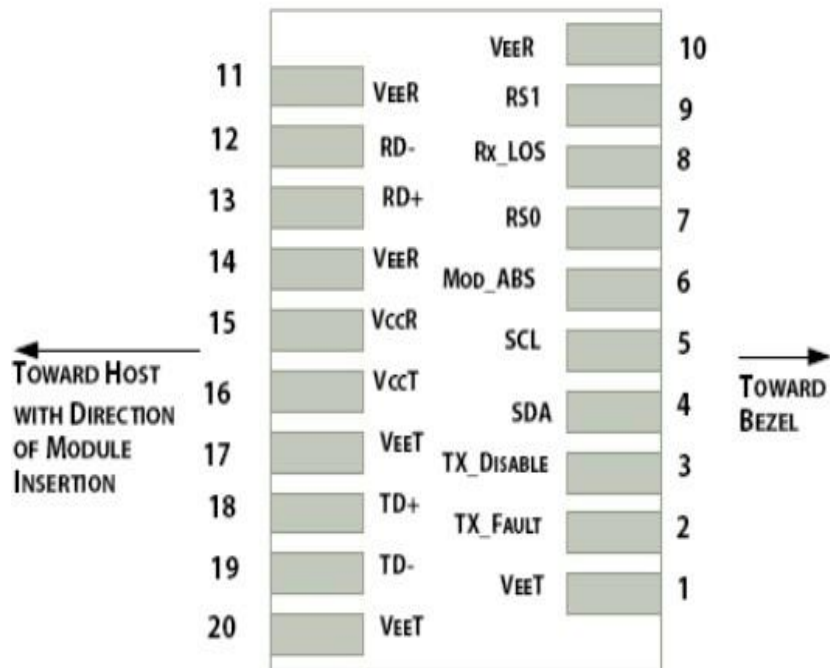 VEER 10
11 VEER
RS1 9
12 RD-
Rx_LOS 8
13 RD+
RS0 7
14 VEER
MOD_ABS 6
15 VccR
SCL 5
16 VccT
SDA 4
17 VEET
TX_DISABLE 3
18 TD+
TX_FAULT 2
19 TD-
VEET 1
20 VEET
TOWARD HOST
WITH DIRECTION
OF MODULE
INSERTION
TOWARD
BEZEL